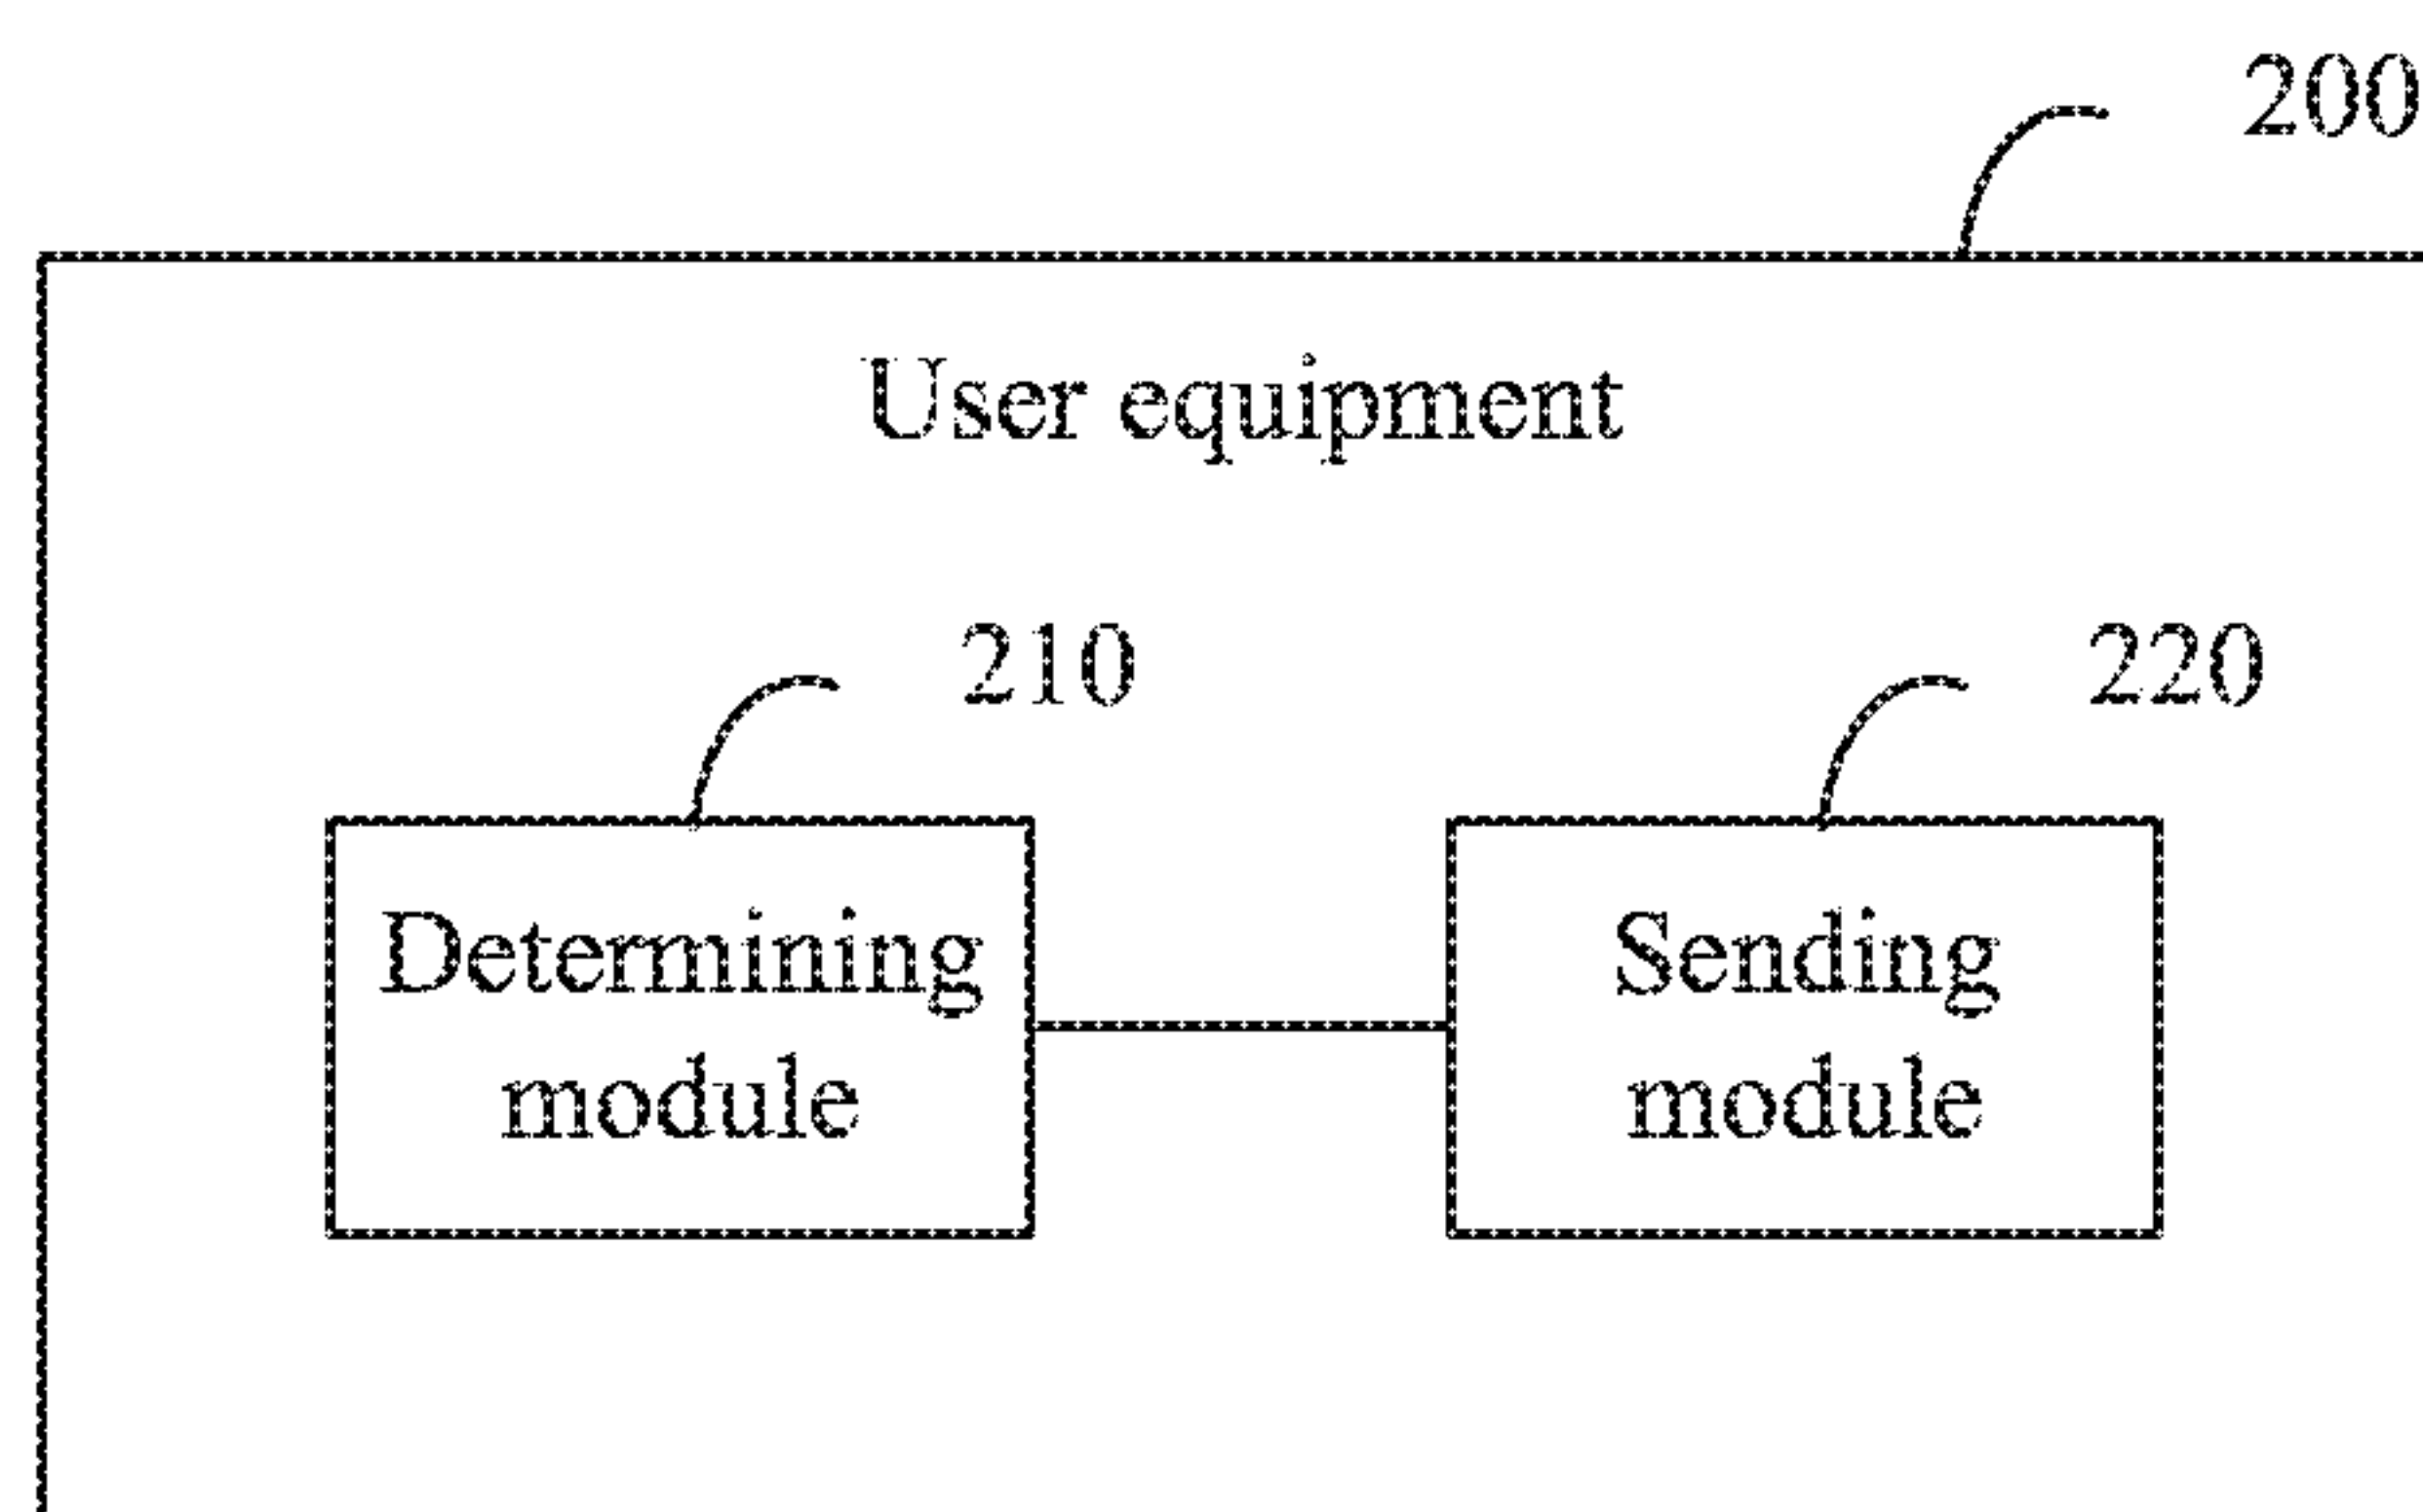 200
User equipment
210
220
Determining
module
Sending
module